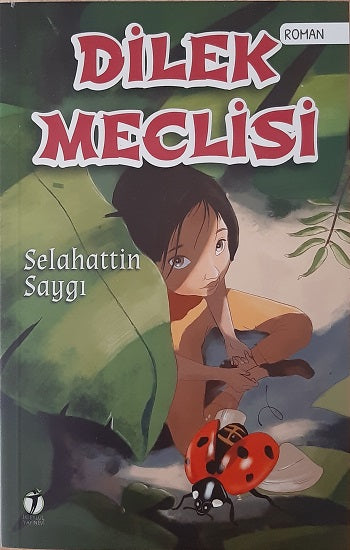 ROMAN
DİLEK
MECLİSİ
Selahattin
Saygı